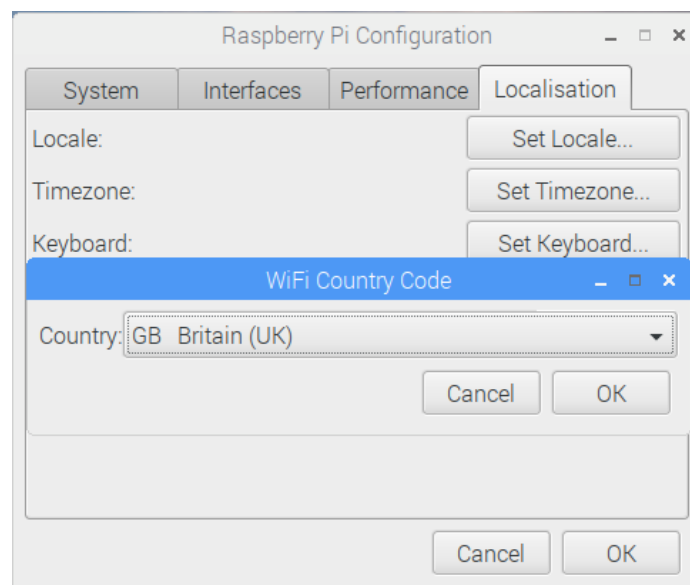 Raspberry Pi Configuration
System Interfaces Performance Localisation
Locale: Set Locale...
Timezone: Set Timezone...
Keyboard: Set Keyboard...
WiFi Country Code
Country: GB Britain (UK)
Cancel OK
Cancel OK